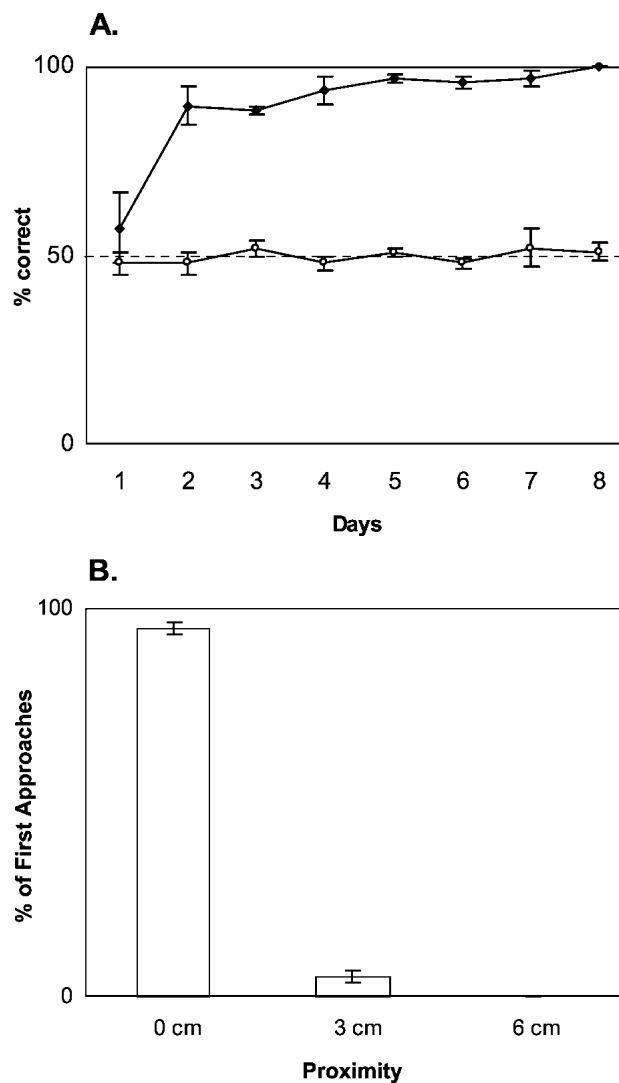 A.
100
50
0
% correct
1 2 3 4 5 6 7 8
Days
B.
100
0
% of First Approaches
0 cm 3 cm 6 cm
Proximity